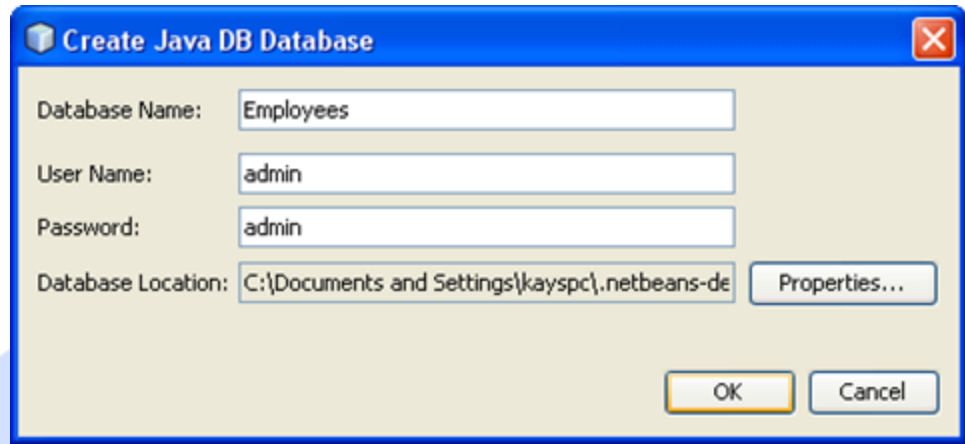 Create Java DB Database
Database Name: Employees
User Name: admin
Password: admin
Database Location: C:\Documents and Settings\kayspc\.netbeans-de Properties...
OK Cancel